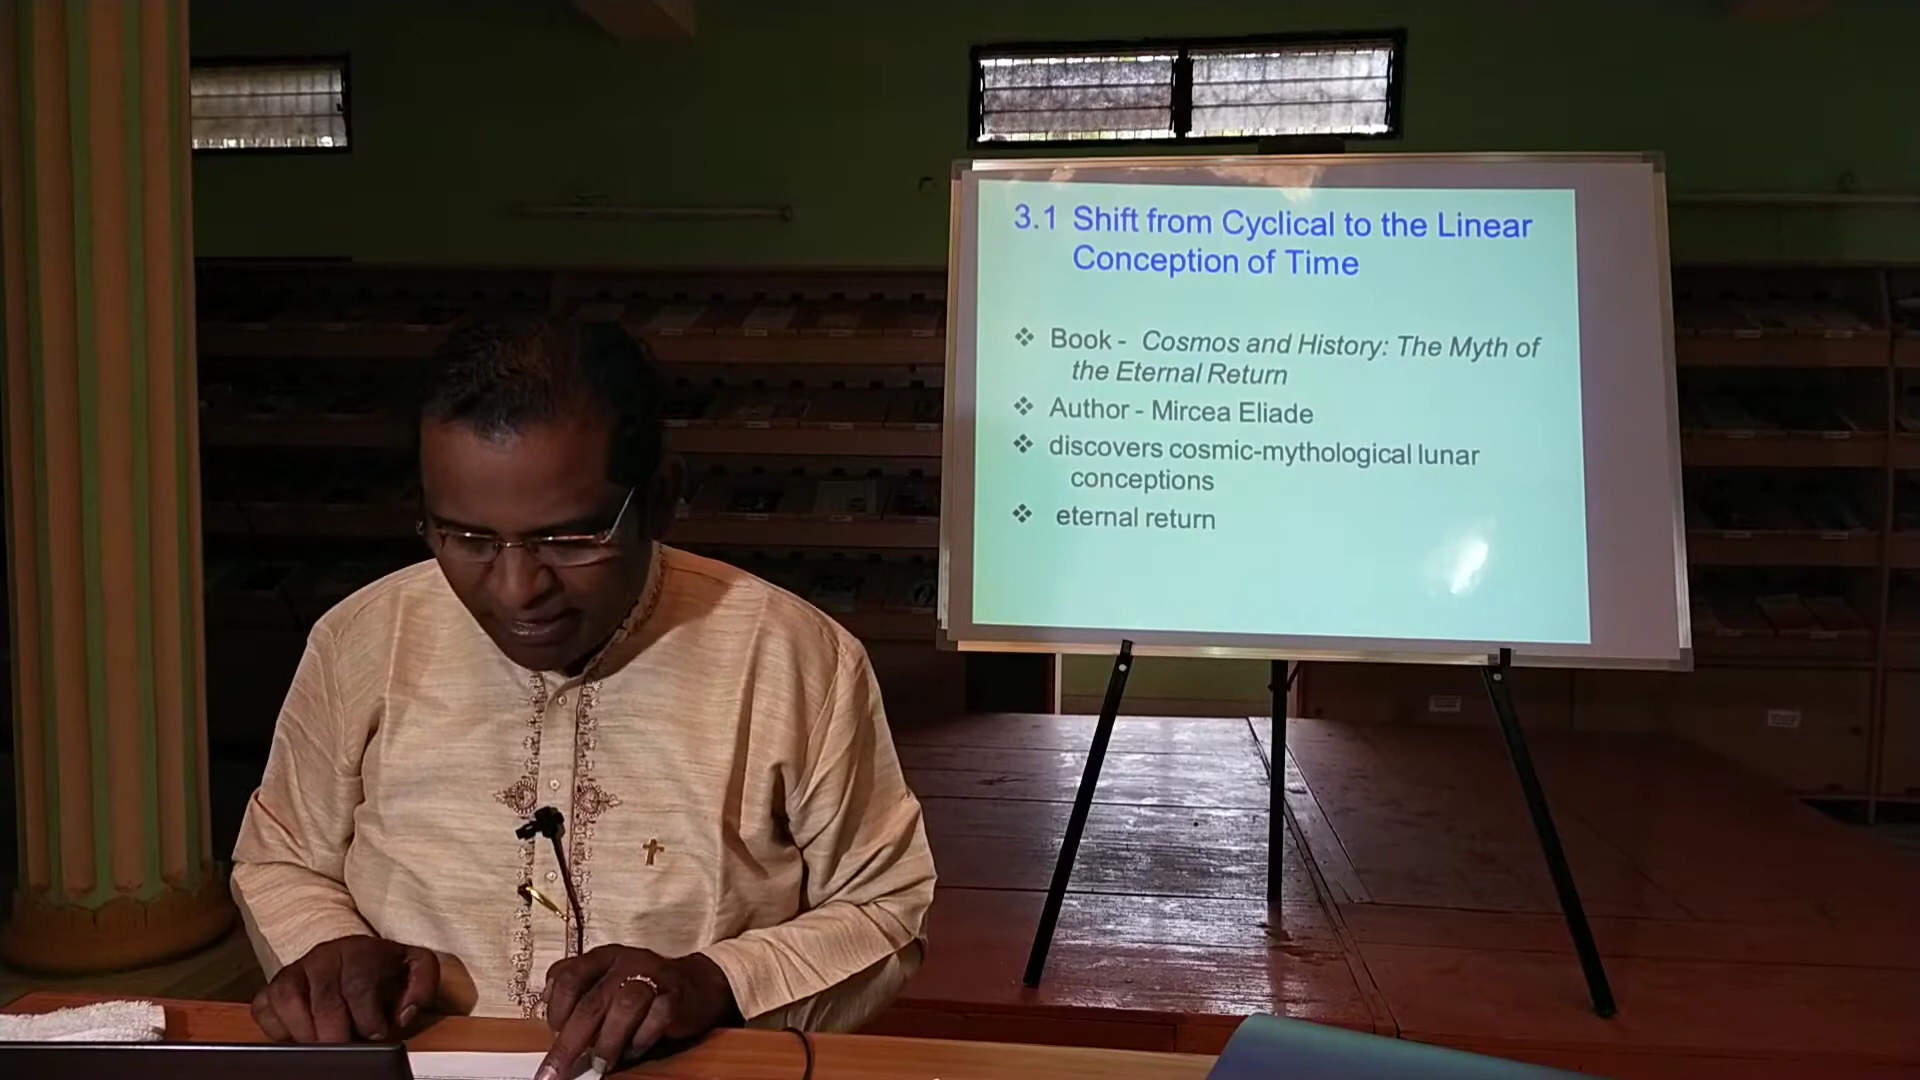 3.1 Shift from Cyclical to the Linear
Conception of Time
❖ Book - Cosmos and History: The Myth of
the Eternal Return
❖ Author - Mircea Eliade
❖ discovers cosmic-mythological lunar
conceptions
❖ eternal return